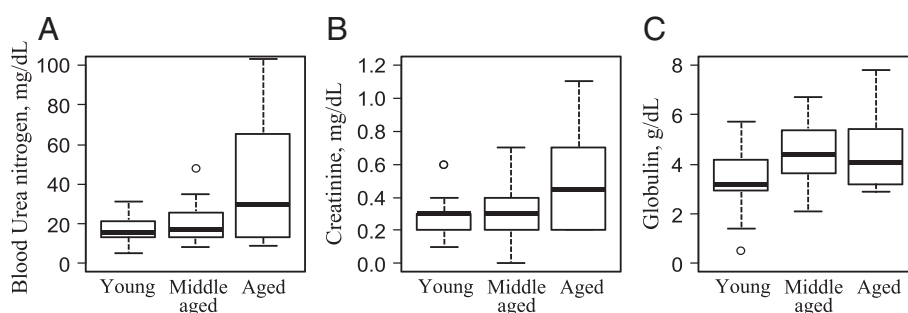 A
Blood Urea nitrogen, mg/dL
100
80
60
40
20
0
Young
Middle
aged
Aged
B
Creatinine, mg/dL
1.2
1.0
0.8
0.6
0.4
0.2
0.0
Young
Middle
aged
Aged
C
Globulin, g/dL
8
6
4
2
0
Young
Middle
aged
Aged